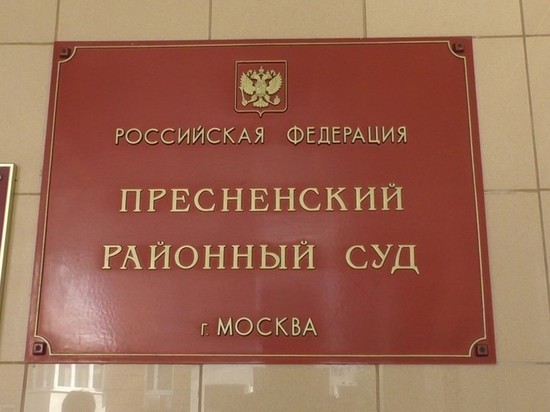 РОССИЙСКАЯ ФЕДЕРАЦИЯ
ПРЕСНЕНСКИЙ
РАЙОННЫЙ СУД
г. МОСКВА